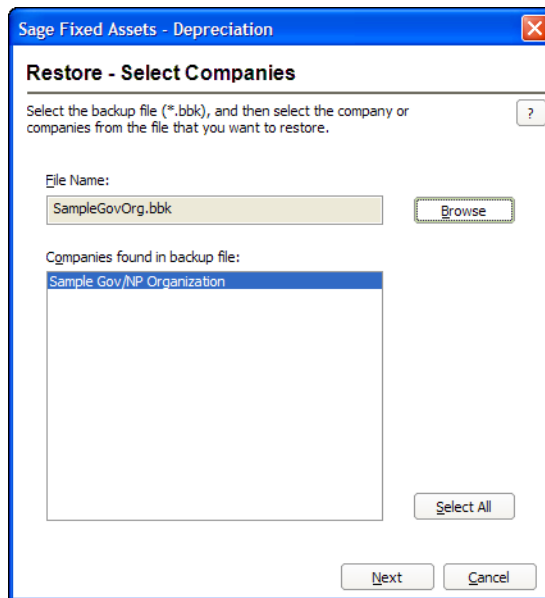 Sage Fixed Assets - Depreciation
Restore - Select Companies
Select the backup file (*.bbk), and then select the company or
companies from the file that you want to restore.
?
File Name:
SampleGovOrg.bbk
Browse
Companies found in backup file:
Sample Gov/NP Organization
Select All
Next
Cancel